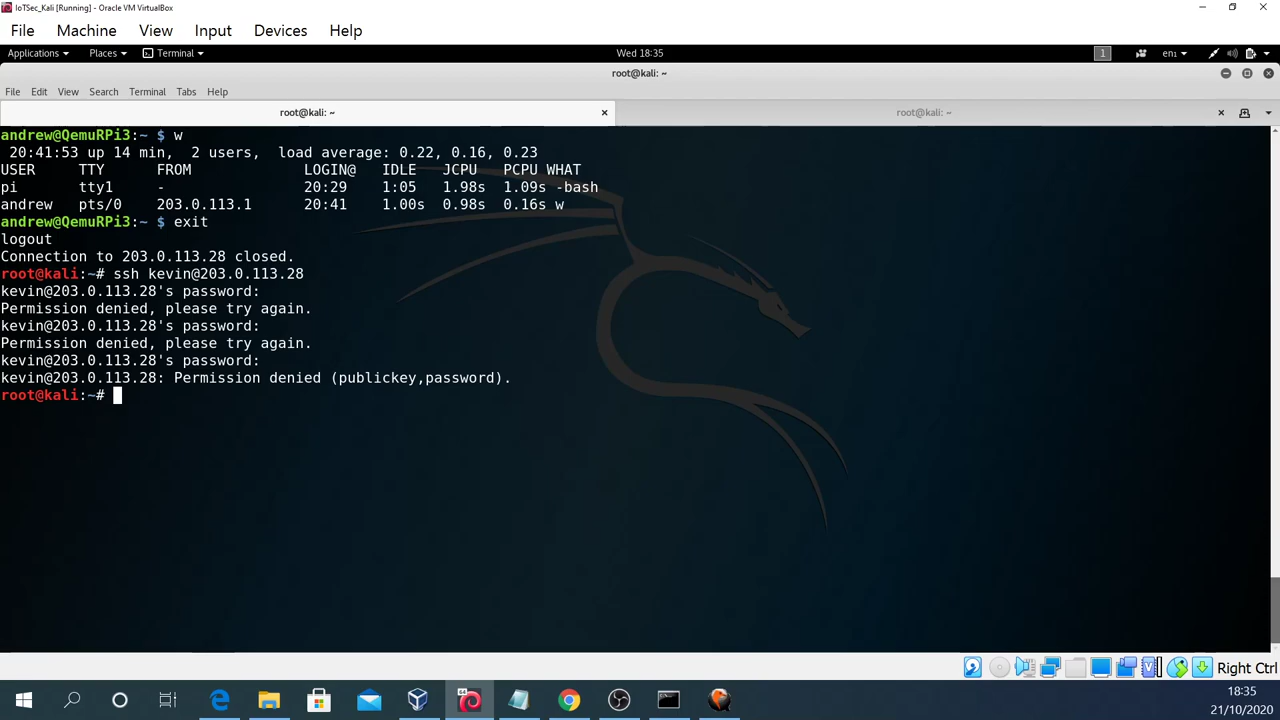 IoTSec_Kali [Running] - Oracle VM VirtualBox
File Machine View Input Devices Help
Applications Places Terminal Wed 18:35 1 en1
root@kali: ~
File Edit View Search Terminal Tabs Help
root@kali: ~ root@kali: ~
andrew@QemuRPi3:~ $ w
20:41:53 up 14 min, 2 users, load average: 0.22, 0.16, 0.23
USER TTY FROM LOGIN@ IDLE JCPU PCPU WHAT
pi tty1 - 20:29 1:05 1.98s 1.09s -bash
andrew pts/0 203.0.113.1 20:41 1.00s 0.98s 0.16s w
andrew@QemuRPi3:~ $ exit
logout
Connection to 203.0.113.28 closed.
root@kali:~# ssh kevin@203.0.113.28
kevin@203.0.113.28's password:
Permission denied, please try again.
kevin@203.0.113.28's password:
Permission denied, please try again.
kevin@203.0.113.28's password:
kevin@203.0.113.28: Permission denied (publickey,password).
root@kali:~#
Right Ctrl
18:35
21/10/2020